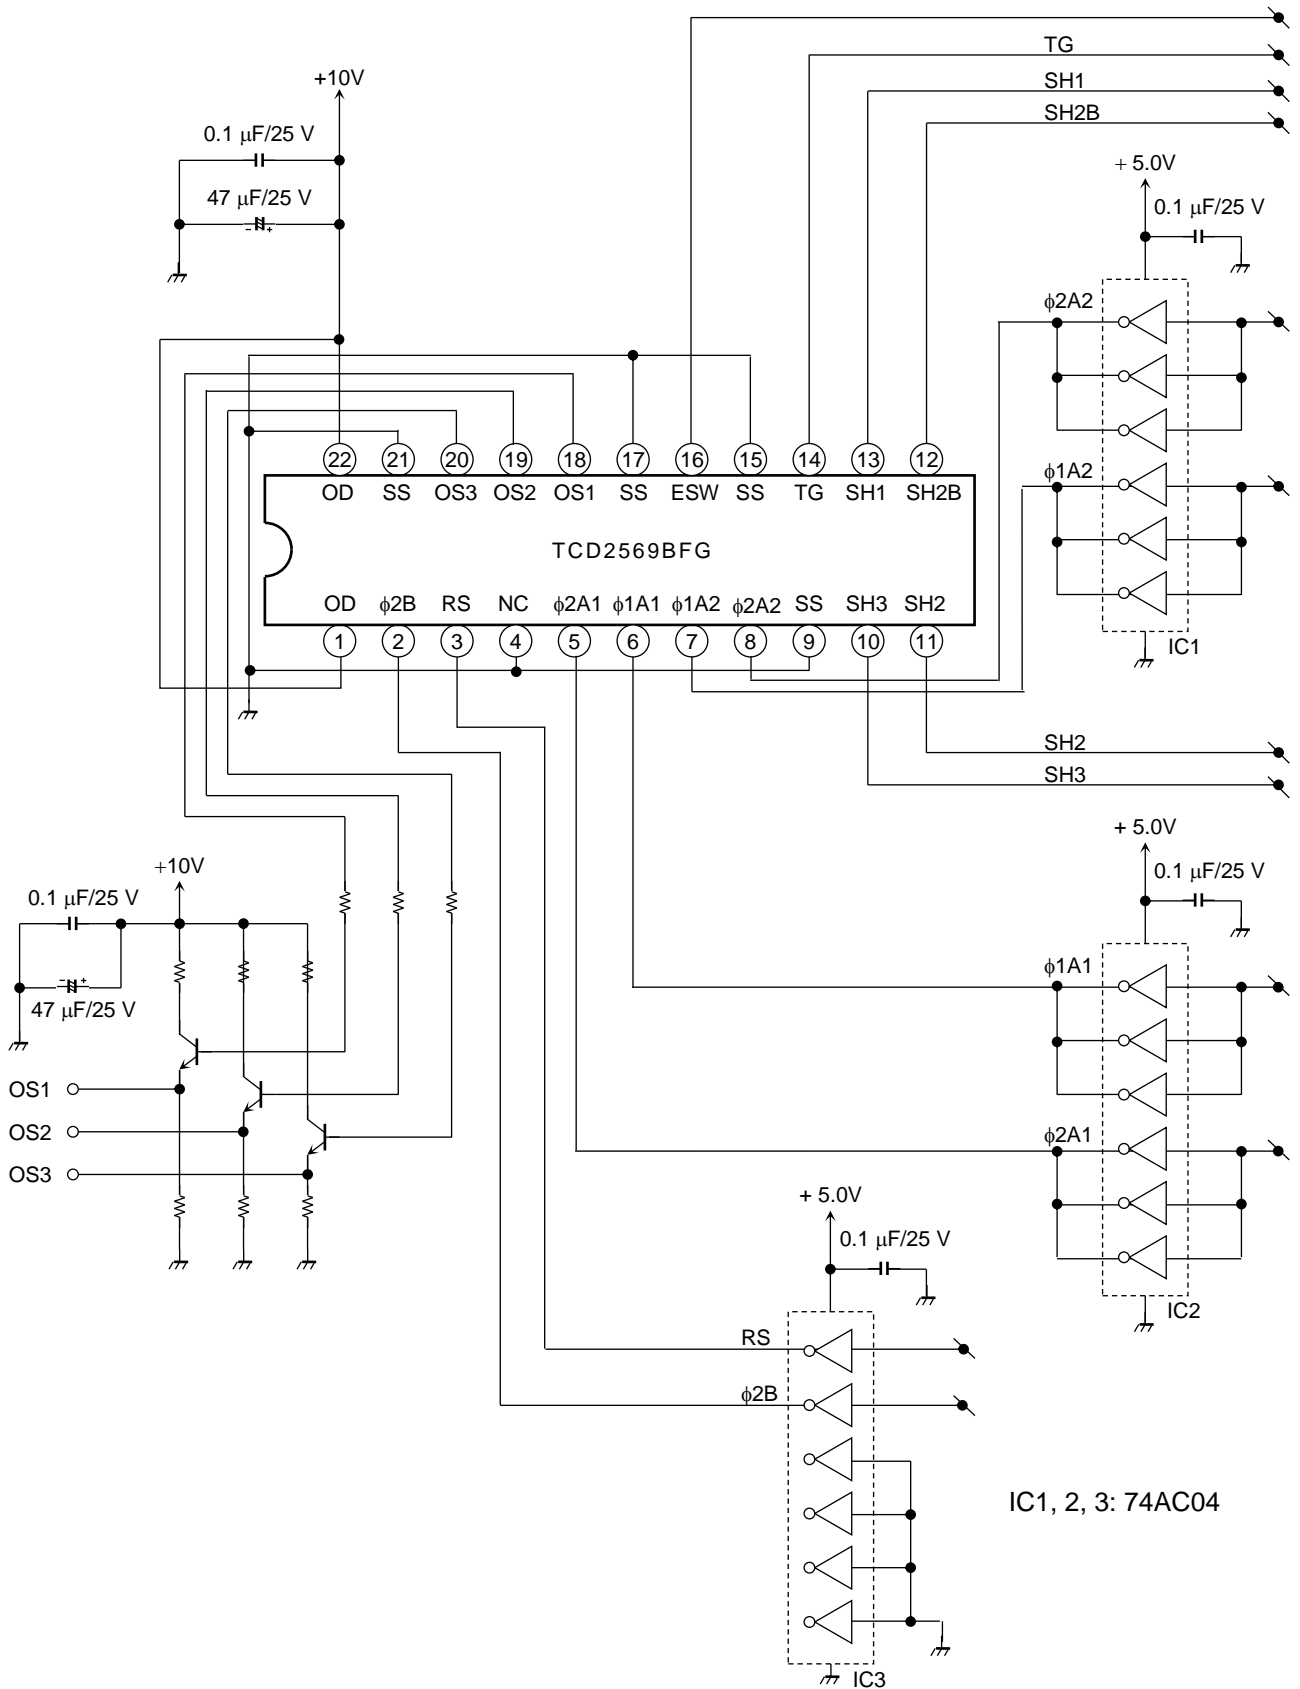 TG
SH1
SH2B
+10V
0.1 μF/25 V
47 μF/25 V
- +
+ 5.0V
0.1 μF/25 V
ϕ2A2
ϕ1A2
IC1
22 21 20 19 18 17 16 15 14 13 12
OD SS OS3 OS2 OS1 SS ESW SS TG SH1 SH2B
TCD2569BFG
OD ϕ2B RS NC ϕ2A1 ϕ1A1 ϕ1A2 ϕ2A2 SS SH3 SH2
1 2 3 4 5 6 7 8 9 10 11
SH2
SH3
+10V
0.1 μF/25 V
- +
47 μF/25 V
OS1
OS2
OS3
+ 5.0V
0.1 μF/25 V
ϕ1A1
ϕ2A1
IC2
+ 5.0V
0.1 μF/25 V
RS
ϕ2B
IC3
IC1, 2, 3: 74AC04